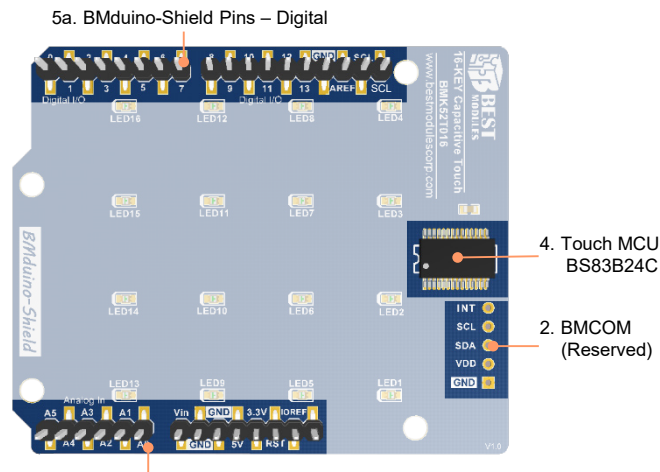 5a. BMduino-Shield Pins – Digital
0 2 4 6 8 10 12 GND SCL
1 3 5 7 9 11 13 AREF SCL
Digital I/O Digital I/O
LED16 LED12 LED8 LED4
BEST
MODULES
16-KEY Capacitive Touch
BMK52T016
www.bestmodulescorp.com
LED15 LED11 LED7 LED3
BMduino-Shield
4. Touch MCU
BS83B24C
LED14 LED10 LED6 LED2
INT
SCL
SDA
VDD
GND
2. BMCOM
(Reserved)
LED13 LED9 LED5 LED1
Analog In
A5 A3 A1 Vin GND 3.3V IOREF
A4 A2 A0 GND 5V RST
V1.0